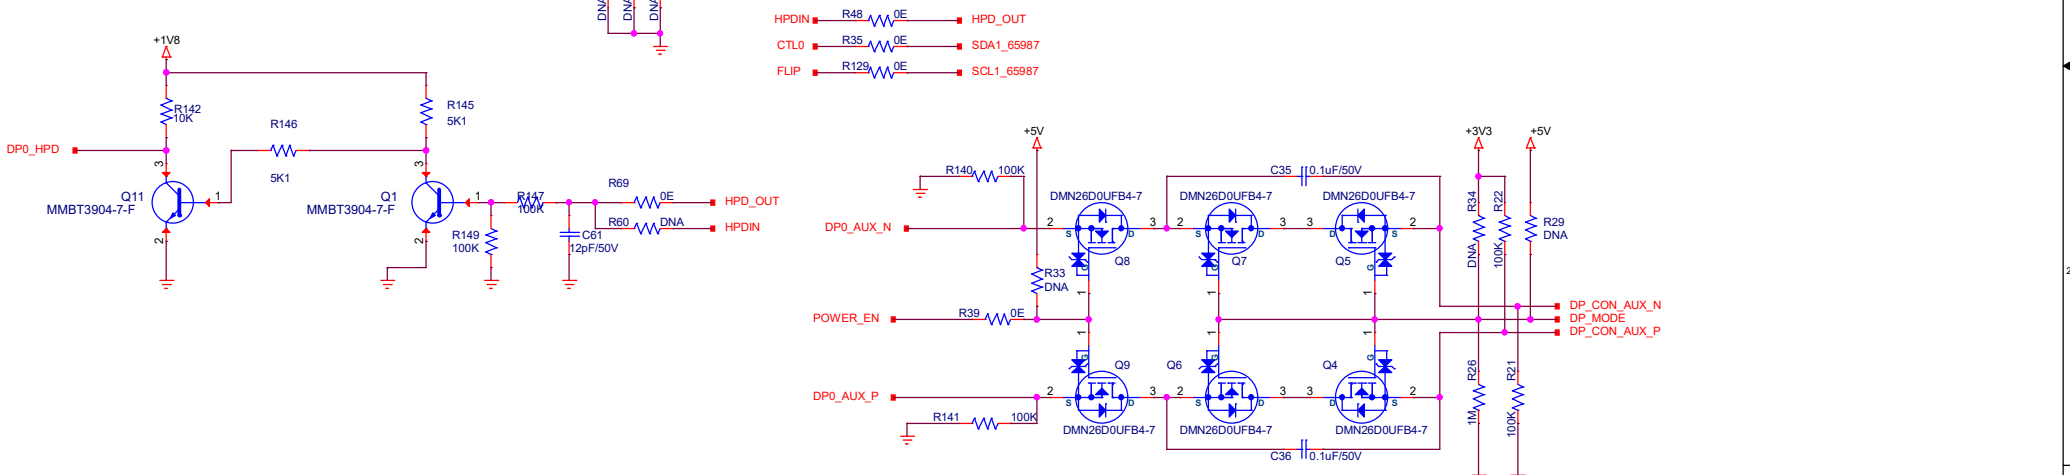 DNA
DNA
DNA
HPDIN
R48
0E
HPD_OUT
CTL0
R35
0E
SDA1_65987
FLIP
R129
0E
SCL1_65987
+1V8
R142
10K
R145
5K1
R146
5K1
DP0_HPD
3
Q11
MMBT3904-7-F
1
2
3
Q1
MMBT3904-7-F
1
2
R147
100K
R149
100K
R69
0E
HPD_OUT
R60
DNA
HPDIN
C61
12pF/50V
+5V
R140
100K
DP0_AUX_N
R33
DNA
POWER_EN
R39
0E
DP0_AUX_P
R141
100K
DMN26D0UFB4-7
2
S
D
3
G
Q8
1
C35
0.1uF/50V
DMN26D0UFB4-7
2
S
D
3
G
Q7
1
DMN26D0UFB4-7
3
D
S
2
G
Q5
1
1
G
Q9
2
S
D
3
DMN26D0UFB4-7
1
G
Q6
2
S
D
3
DMN26D0UFB4-7
1
G
Q4
3
D
S
2
DMN26D0UFB4-7
C36
0.1uF/50V
+3V3
+5V
R34
DNA
R22
100K
R29
DNA
DP_CON_AUX_N
DP_MODE
DP_CON_AUX_P
R26
1M
R21
100K
2